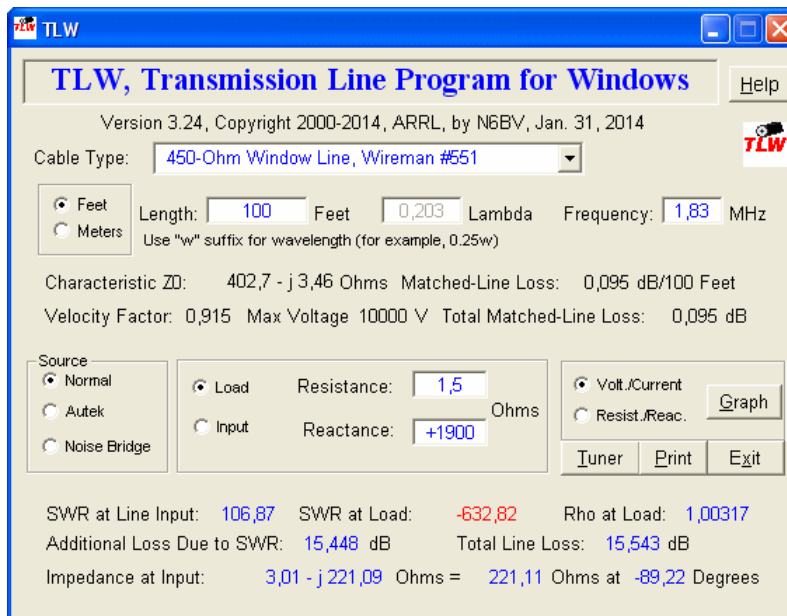 TLW TLW
TLW, Transmission Line Program for Windows
Help
Version 3.24, Copyright 2000-2014, ARRL, by N6BV, Jan. 31, 2014
TLW
Cable Type: 450-Ohm Window Line, Wireman #551
Feet
Meters
Length: 100 Feet 0,203 Lambda Frequency: 1,83 MHz
Use "w" suffix for wavelength (for example, 0.25w)
Characteristic Z0: 402,7 - j 3,46 Ohms Matched-Line Loss: 0,095 dB/100 Feet
Velocity Factor: 0,915 Max Voltage 10000 V Total Matched-Line Loss: 0,095 dB
Source
Normal
Autek
Noise Bridge
Load
Input
Resistance: 1,5
Reactance: +1900
Ohms
Volt./Current
Resist./Reac.
Graph
Tuner Print Exit
SWR at Line Input: 106,87 SWR at Load: -632,82 Rho at Load: 1,00317
Additional Loss Due to SWR: 15,448 dB Total Line Loss: 15,543 dB
Impedance at Input: 3,01 - j 221,09 Ohms = 221,11 Ohms at -89,22 Degrees